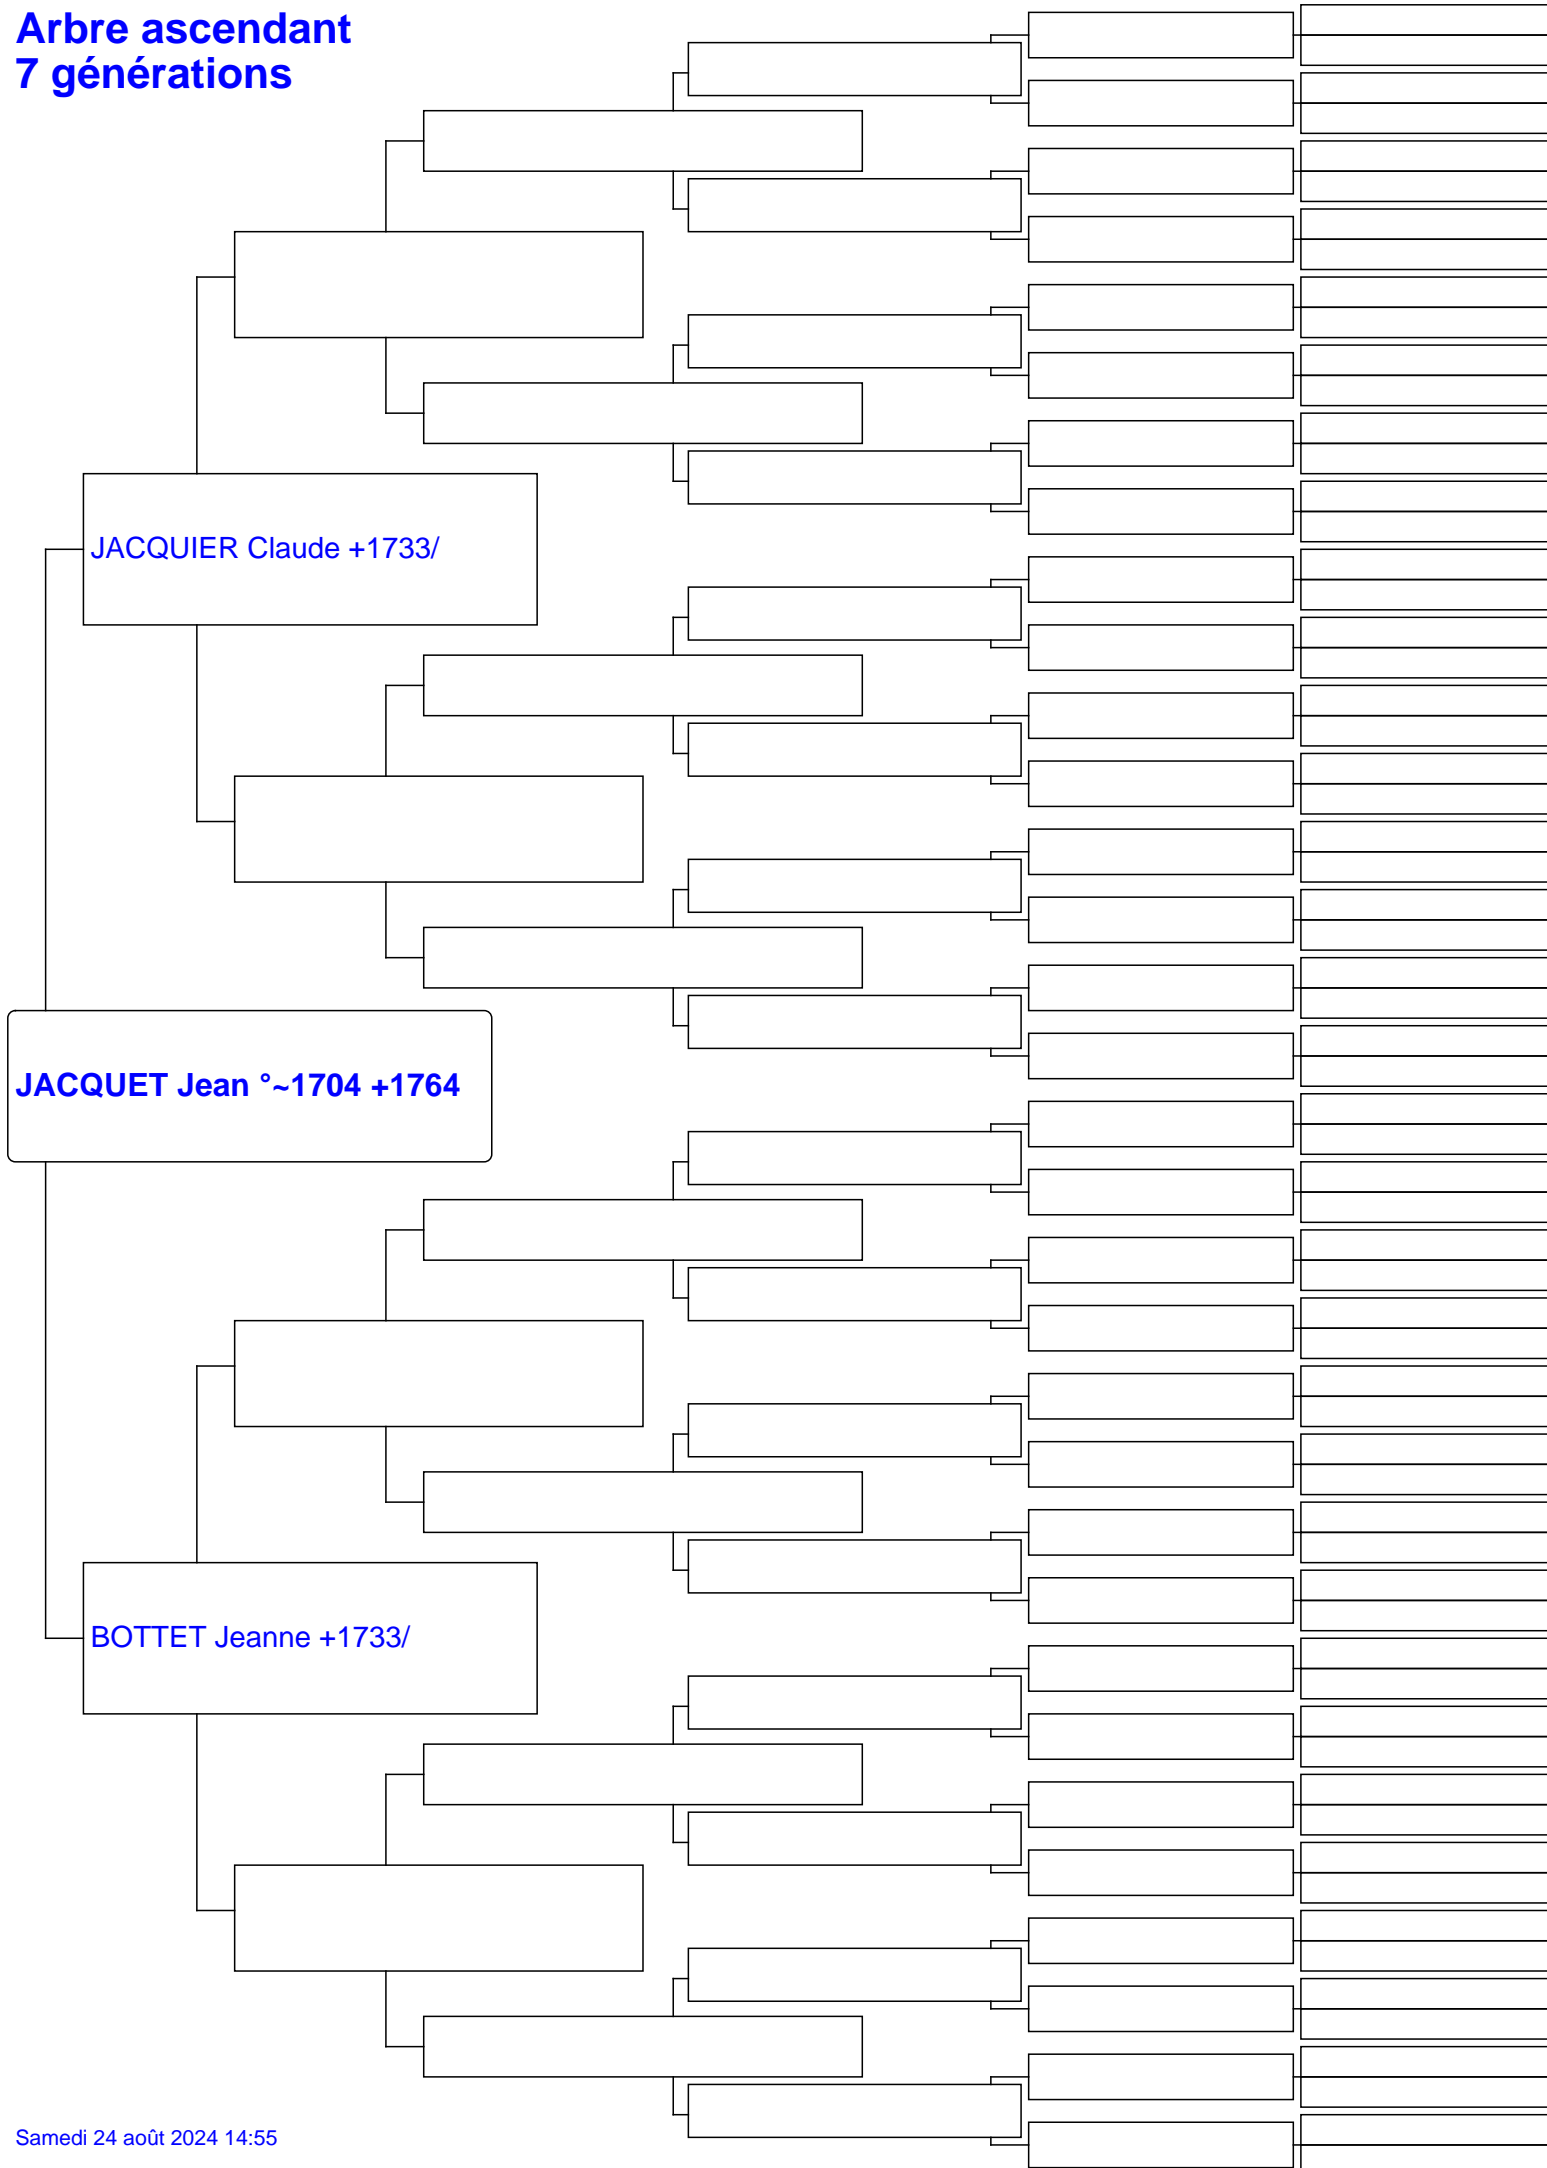 Arbre ascendant
7 générations
JACQUIER Claude +1733/
JACQUET Jean °~1704 +1764
BOTTET Jeanne +1733/
Samedi 24 août 2024 14:55